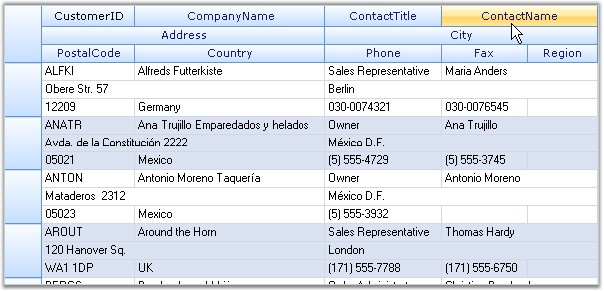 CustomerID CompanyName ContactTitle ContactName
Address City
PostalCode Country Phone Fax Region
ALFKI Alfreds Futterkiste Sales Representative Maria Anders
Obere Str. 57 Berlin
12209 Germany 030-0074321 030-0076545
ANATR Ana Trujillo Emparedados y helados Owner Ana Trujillo
Avda. de la Constitución 2222 México D.F.
05021 Mexico (5) 555-4729 (5) 555-3745
ANTON Antonio Moreno Taquería Owner Antonio Moreno
Mataderos 2312 México D.F.
05023 Mexico (5) 555-3932
AROUT Around the Horn Sales Representative Thomas Hardy
120 Hanover Sq. London
WA1 1DP UK (171) 555-7788 (171) 555-6750